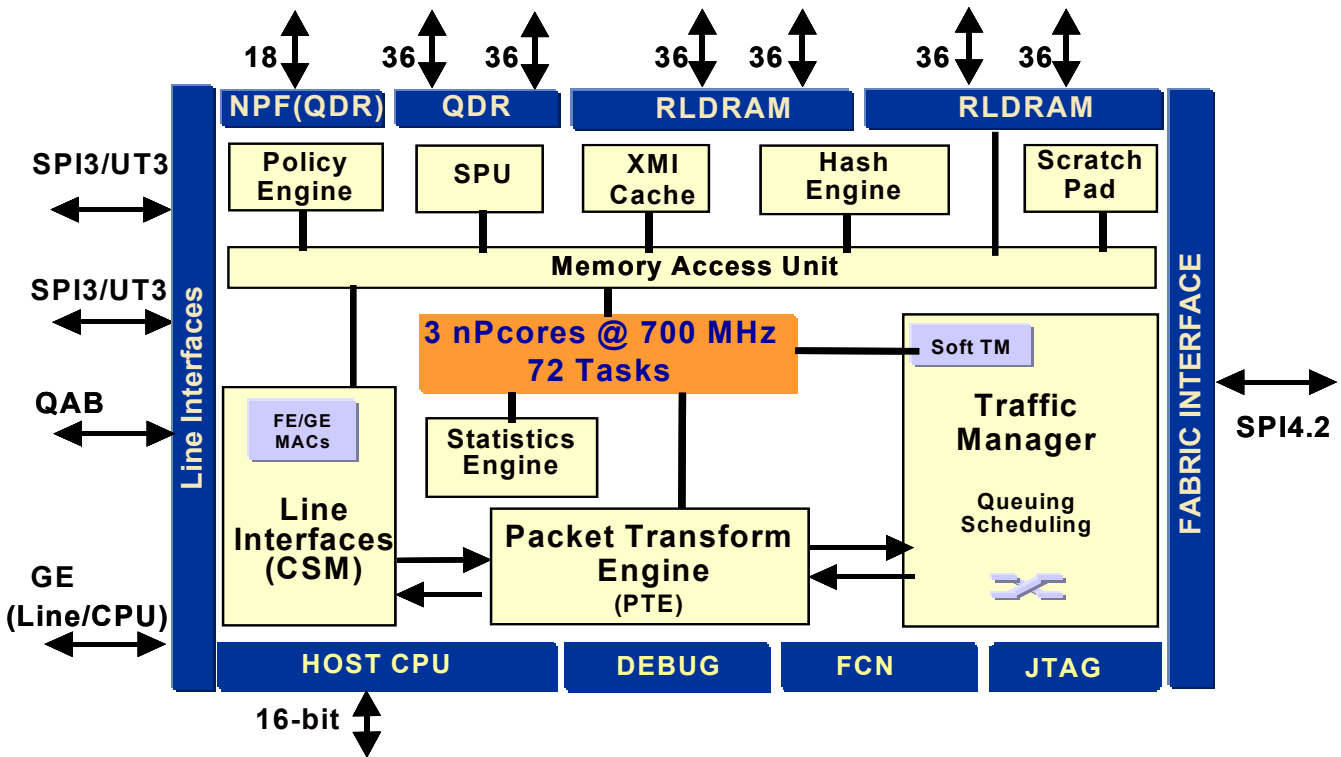 18
36
36
36
36
36
36
NPF(QDR)
QDR
RLDRAM
RLDRAM
SPI3/UT3
Policy
Engine
SPU
XMI
Cache
Hash
Engine
Scratch
Pad
Memory Access Unit
SPI3/UT3
Line Interfaces
3 nPcores @ 700 MHz
72 Tasks
Soft TM
FABRIC INTERFACE
QAB
FE/GE
MACs
Statistics
Engine
Traffic
Manager
SPI4.2
Line
Interfaces
(CSM)
Packet Transform
Engine
(PTE)
Queuing
Scheduling
GE
(Line/CPU)
HOST CPU
DEBUG
FCN
JTAG
16-bit